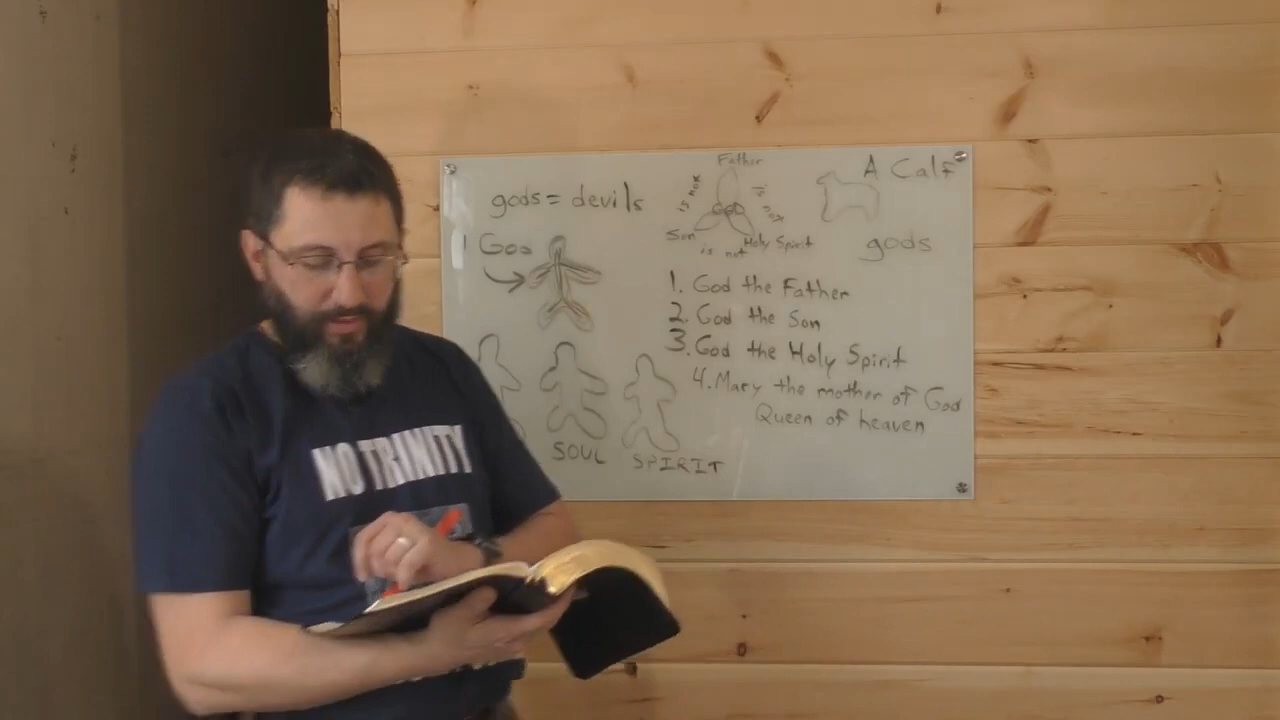 gods = devils
1 God
SOUL
SPIRIT
Father
is not
is not
GOD
Son
is not
Holy Spirit
A Calf
gods
1. God the Father
2. God the Son
3. God the Holy Spirit
4. Mary the mother of God
Queen of heaven
NO TRINITY